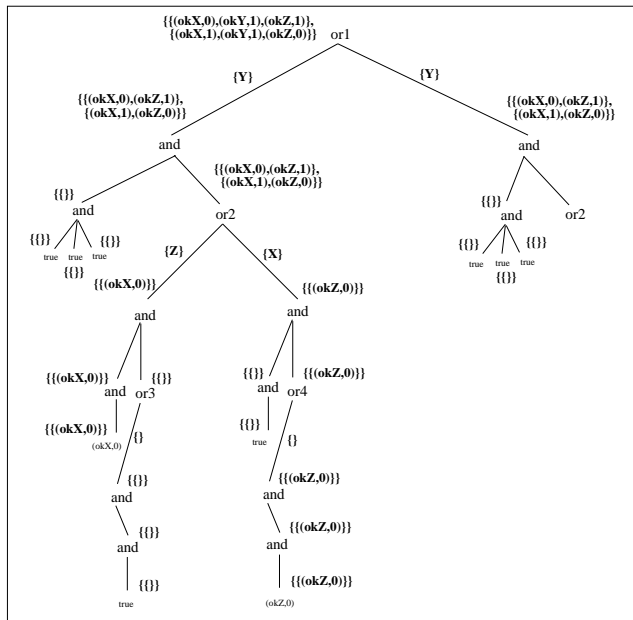 {{(okX,0),(okY,1),(okZ,1)},
{(okX,1),(okY,1),(okZ,0)}}
or1
{Y}
{Y}
{{(okX,0),(okZ,1)},
{(okX,1),(okZ,0)}}
and
{{(okX,0),(okZ,1)},
{(okX,1),(okZ,0)}}
and
{{(okX,0),(okZ,1)},
{(okX,1),(okZ,0)}}
{{}}
and
or2
{{}}
and
or2
{{}}
{{}}
true
true
true
{{}}
{{}}
{{}}
true
true
true
{{}}
{Z}
{X}
{{(okX,0)}}
and
{{(okZ,0)}}
and
{{(okX,0)}}
and
or3
{{}}
{{}}
and
or4
{{(okZ,0)}}
{{(okX,0)}}
(okX,0)
{}
{{}}
true
{}
and
{{}}
and
{{(okZ,0)}}
and
{{}}
and
{{(okZ,0)}}
{{}}
true
{{(okZ,0)}}
(okZ,0)